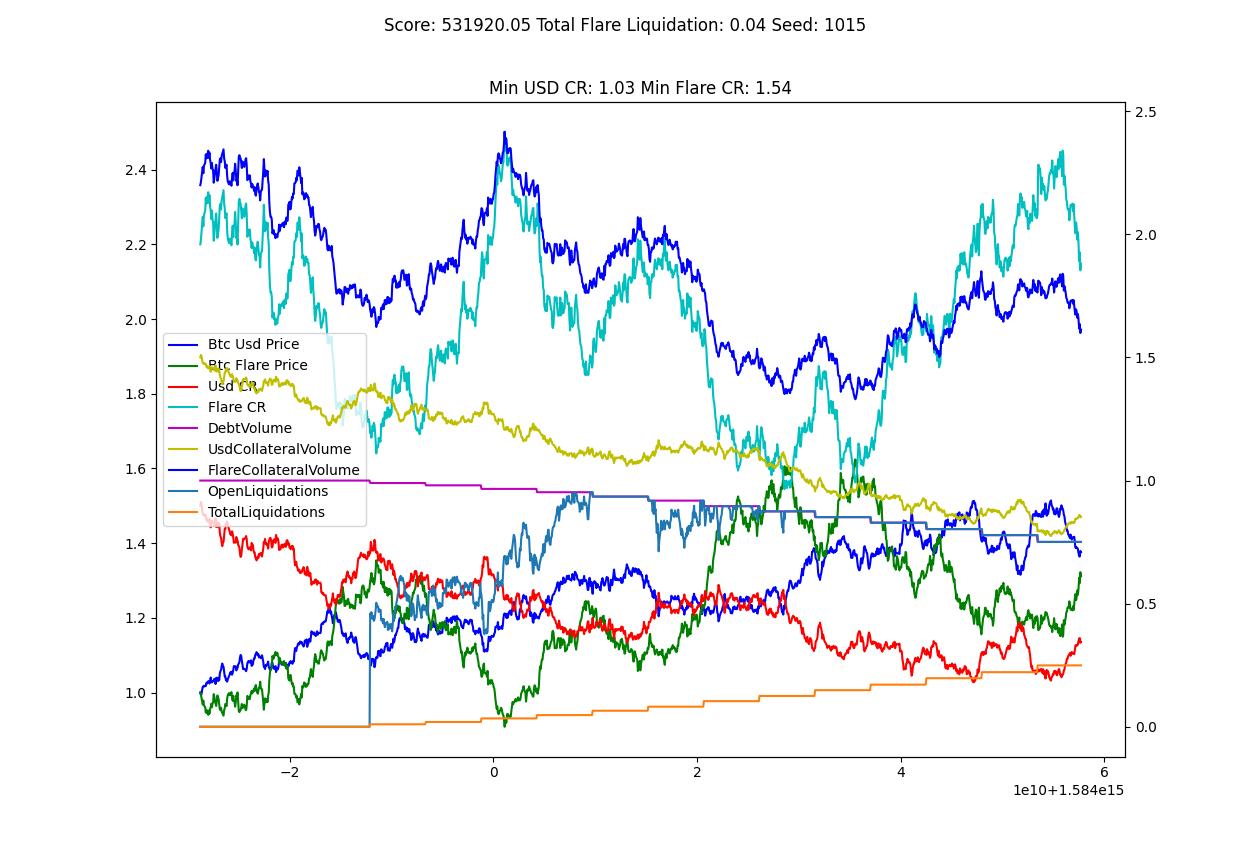 Score: 531920.05 Total Flare Liquidation: 0.04 Seed: 1015
Min USD CR: 1.03 Min Flare CR: 1.54
2.4
2.2
2.0
1.8
1.6
1.4
1.2
1.0
2.5
2.0
1.5
1.0
0.5
0.0
Btc Usd Price
Btc Flare Price
Usd CR
Flare CR
DebtVolume
UsdCollateralVolume
FlareCollateralVolume
OpenLiquidations
TotalLiquidations
−2
0
2
4
6
1e10+1.584e15